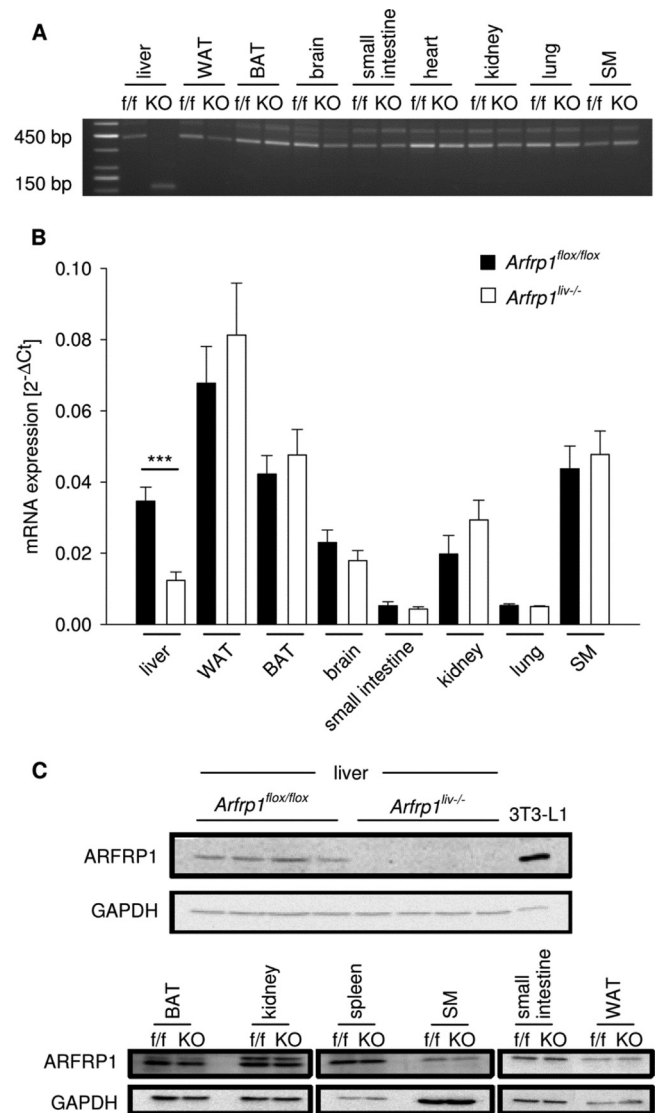 A
liver WAT BAT brain small intestine heart kidney lung SM
f/f KO f/f KO f/f KO f/f KO f/f KO f/f KO f/f KO f/f KO f/f KO
450 bp
150 bp
B
Arfrp1flox/flox
Arfrp1liv-/-
mRNA expression [2-ΔCt]
0.10
0.08
0.06
0.04
0.02
0.00
***
liver WAT BAT brain small intestine kidney lung SM
C
liver
Arfrp1flox/flox Arfrp1liv-/- 3T3-L1
ARFRP1
GAPDH
BAT kidney spleen SM small intestine WAT
f/f KO f/f KO f/f KO f/f KO f/f KO f/f KO
ARFRP1
GAPDH